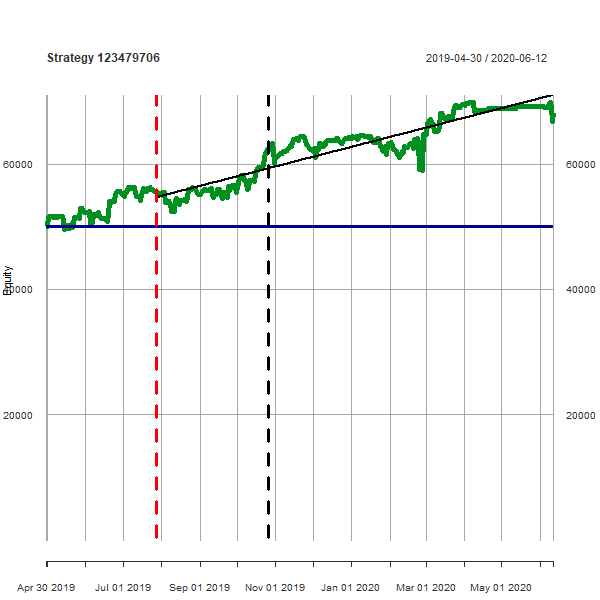 Strategy 123479706
2019-04-30 / 2020-06-12
60000
60000
Equity
40000
40000
20000
20000
Apr 30 2019
Jul 01 2019
Sep 01 2019
Nov 01 2019
Jan 01 2020
Mar 01 2020
May 01 2020